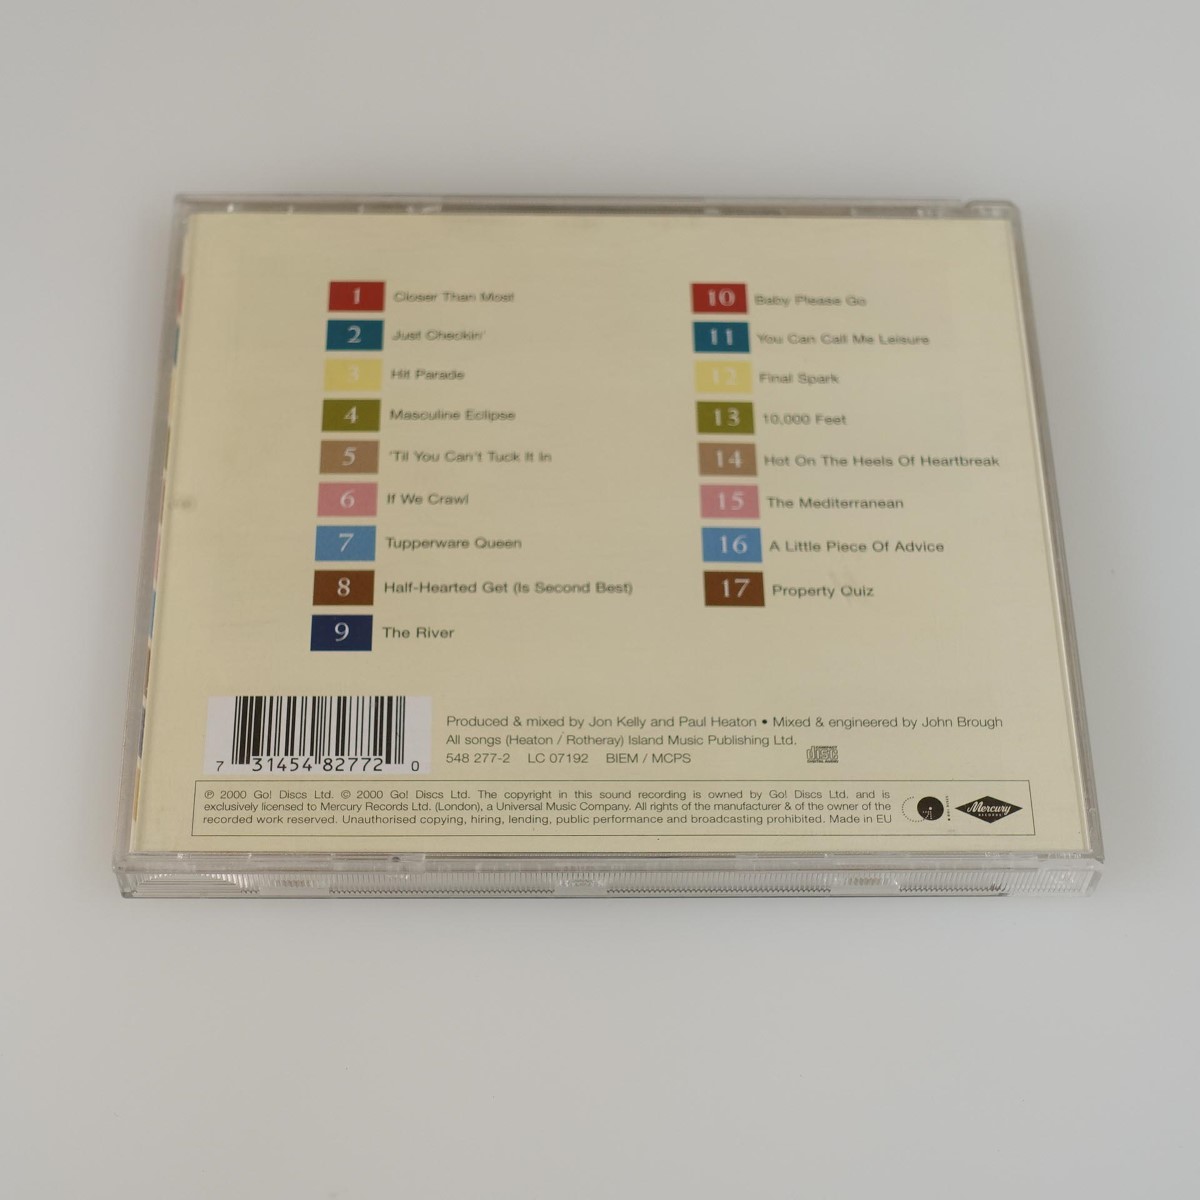 1 Closer Than Most
2 Just Checkin'
3 Hit Parade
4 Masculine Eclipse
5 'Til You Can't Tuck It In
6 If We Crawl
7 Tupperware Queen
8 Half-Hearted Get (Is Second Best)
9 The River
10 Baby Please Go
11 You Can Call Me Leisure
12 Final Spark
13 10,000 Feet
14 Hot On The Heels Of Heartbreak
15 The Mediterranean
16 A Little Piece Of Advice
17 Property Quiz
7 31454 82772 0
Produced & mixed by Jon Kelly and Paul Heaton • Mixed & engineered by John Brough
All songs (Heaton / Rotheray) Island Music Publishing Ltd.
548 277-2 LC 07192 BIEM / MCPS
disc
DIGITAL AUDIO
℗ 2000 Go! Discs Ltd. © 2000 Go! Discs Ltd. The copyright in this sound recording is owned by Go! Discs Ltd. and is
exclusively licensed to Mercury Records Ltd. (London), a Universal Music Company. All rights of the manufacturer & of the owner of the
recorded work reserved. Unauthorised copying, hiring, lending, public performance and broadcasting prohibited. Made in EU
Mercury
RECORDS